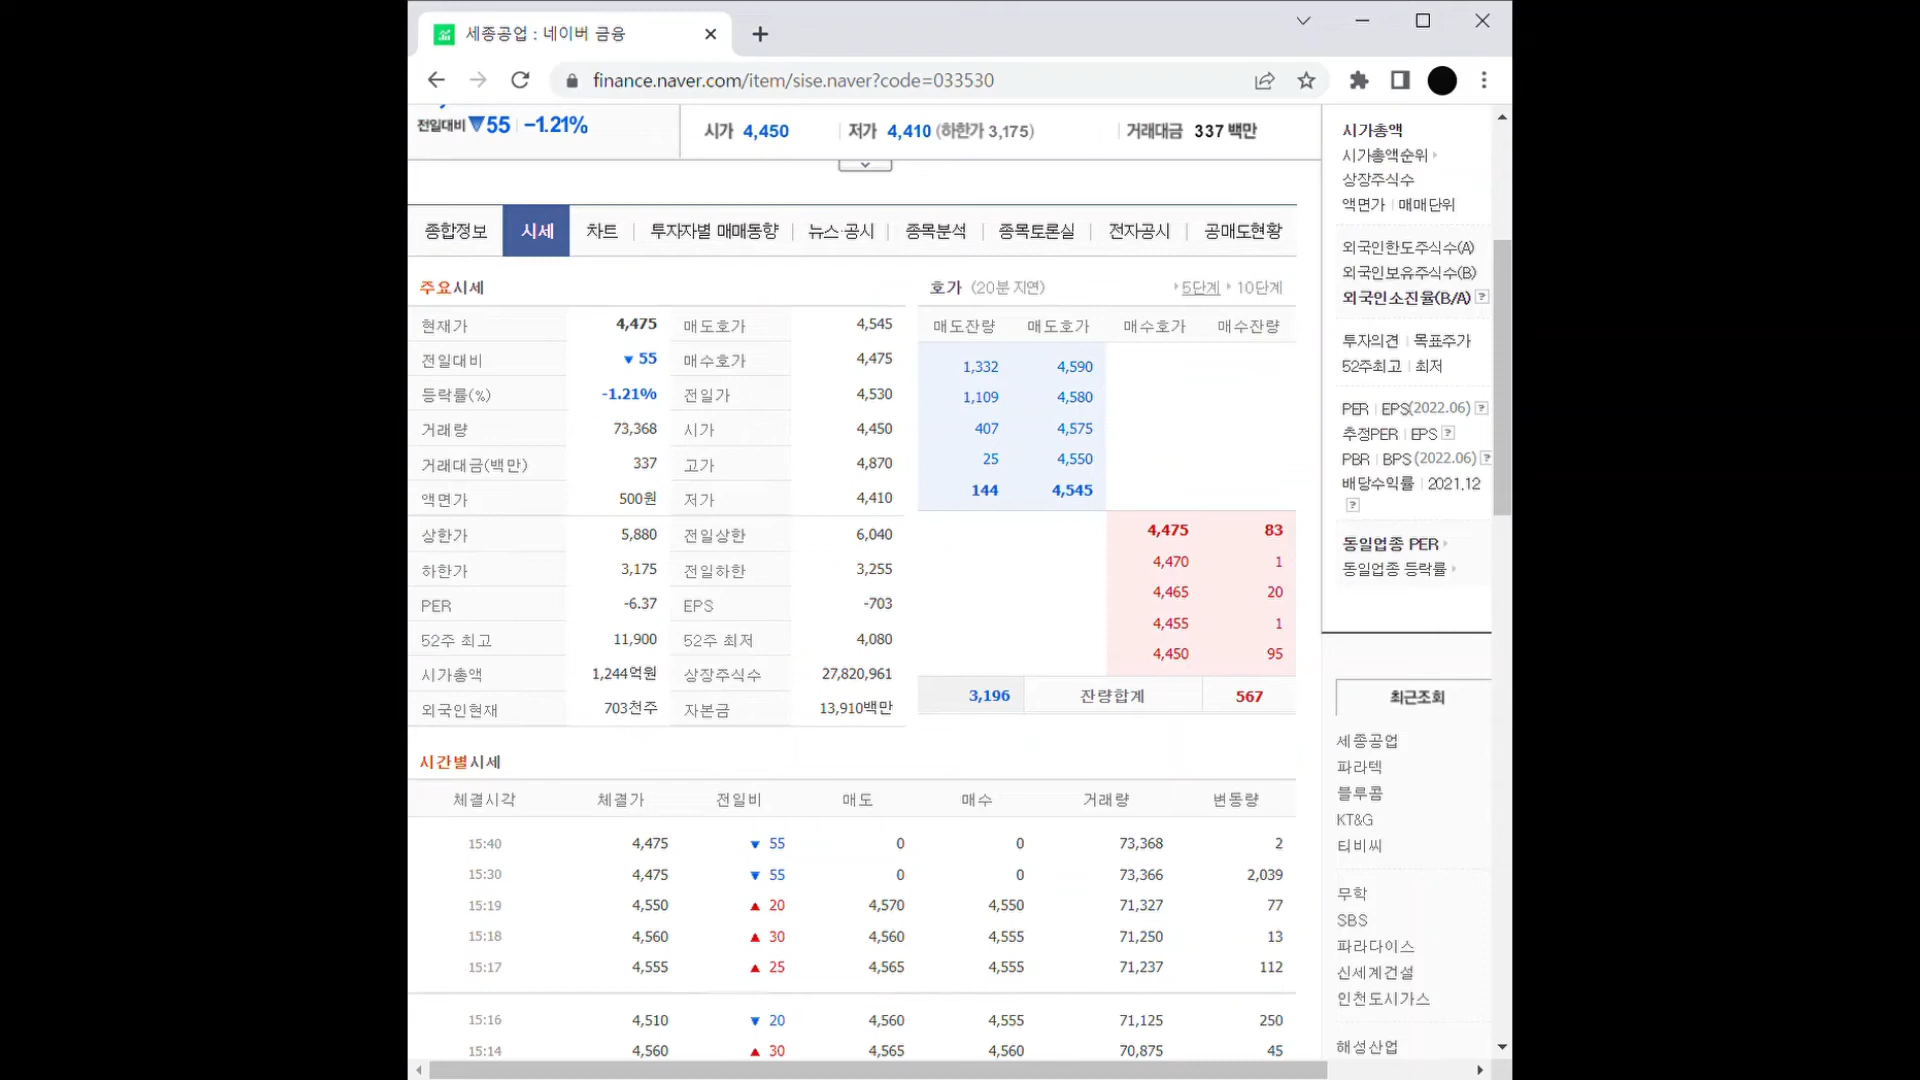 세종공업 : 네이버 금융
finance.naver.com/item/sise.naver?code=033530
전일대비 ▼55 | -1.21%
시가 4,450 저가 4,410 (하한가 3,175) 거래대금 337 백만
종합정보 시세 차트 투자자별 매매동향 뉴스·공시 종목분석 종목토론실 전자공시 공매도현황
주요시세
현재가 4,475 매도호가 4,545
전일대비 ▼ 55 매수호가 4,475
등락률(%) -1.21% 전일가 4,530
거래량 73,368 시가 4,450
거래대금(백만) 337 고가 4,870
액면가 500원 저가 4,410
상한가 5,880 전일상한 6,040
하한가 3,175 전일하한 3,255
PER -6.37 EPS -703
52주 최고 11,900 52주 최저 4,080
시가총액 1,244억원 상장주식수 27,820,961
외국인현재 703천주 자본금 13,910백만
호가 (20분 지연) 5단계 10단계
매도잔량 매도호가 매수호가 매수잔량
1,332 4,590
1,109 4,580
407 4,575
25 4,550
144 4,545
4,475 83
4,470 1
4,465 20
4,455 1
4,450 95
3,196 잔량합계 567
시간별시세
체결시각 체결가 전일비 매도 매수 거래량 변동량
15:40 4,475 ▼ 55 0 0 73,368 2
15:30 4,475 ▼ 55 0 0 73,366 2,039
15:19 4,550 ▲ 20 4,570 4,550 71,327 77
15:18 4,560 ▲ 30 4,560 4,555 71,250 13
15:17 4,555 ▲ 25 4,565 4,555 71,237 112
15:16 4,510 ▼ 20 4,560 4,555 71,125 250
15:14 4,560 ▲ 30 4,565 4,560 70,875 45
시가총액
시가총액순위
상장주식수
액면가 | 매매단위
외국인한도주식수(A)
외국인보유주식수(B)
외국인소진율(B/A) ?
투자의견 | 목표주가
52주최고 | 최저
PER | EPS(2022.06) ?
추정PER | EPS ?
PBR | BPS (2022.06) ?
배당수익률 | 2021.12
?
동일업종 PER
동일업종 등락률
최근조회
세종공업
파라텍
블루콤
KT&G
티비씨
무학
SBS
파라다이스
신세계건설
인천도시가스
해성산업